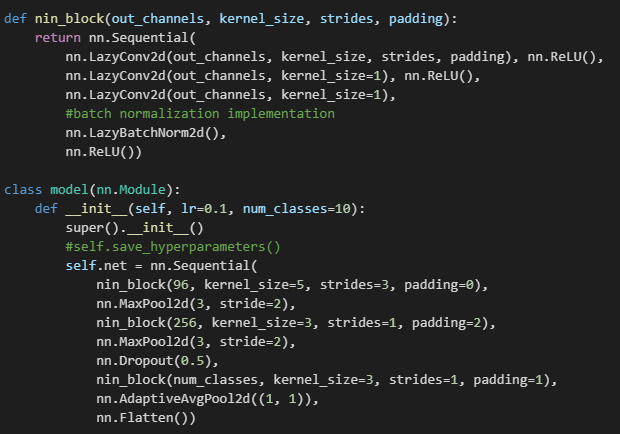 def nin_block(out_channels, kernel_size, strides, padding):
    return nn.Sequential(
        nn.LazyConv2d(out_channels, kernel_size, strides, padding), nn.ReLU(),
        nn.LazyConv2d(out_channels, kernel_size=1), nn.ReLU(),
        nn.LazyConv2d(out_channels, kernel_size=1),
        #batch normalization implementation
        nn.LazyBatchNorm2d(),
        nn.ReLU())

class model(nn.Module):
    def __init__(self, lr=0.1, num_classes=10):
        super().__init__()
        #self.save_hyperparameters()
        self.net = nn.Sequential(
            nin_block(96, kernel_size=5, strides=3, padding=0),
            nn.MaxPool2d(3, stride=2),
            nin_block(256, kernel_size=3, strides=1, padding=2),
            nn.MaxPool2d(3, stride=2),
            nn.Dropout(0.5),
            nin_block(num_classes, kernel_size=3, strides=1, padding=1),
            nn.AdaptiveAvgPool2d((1, 1)),
            nn.Flatten())